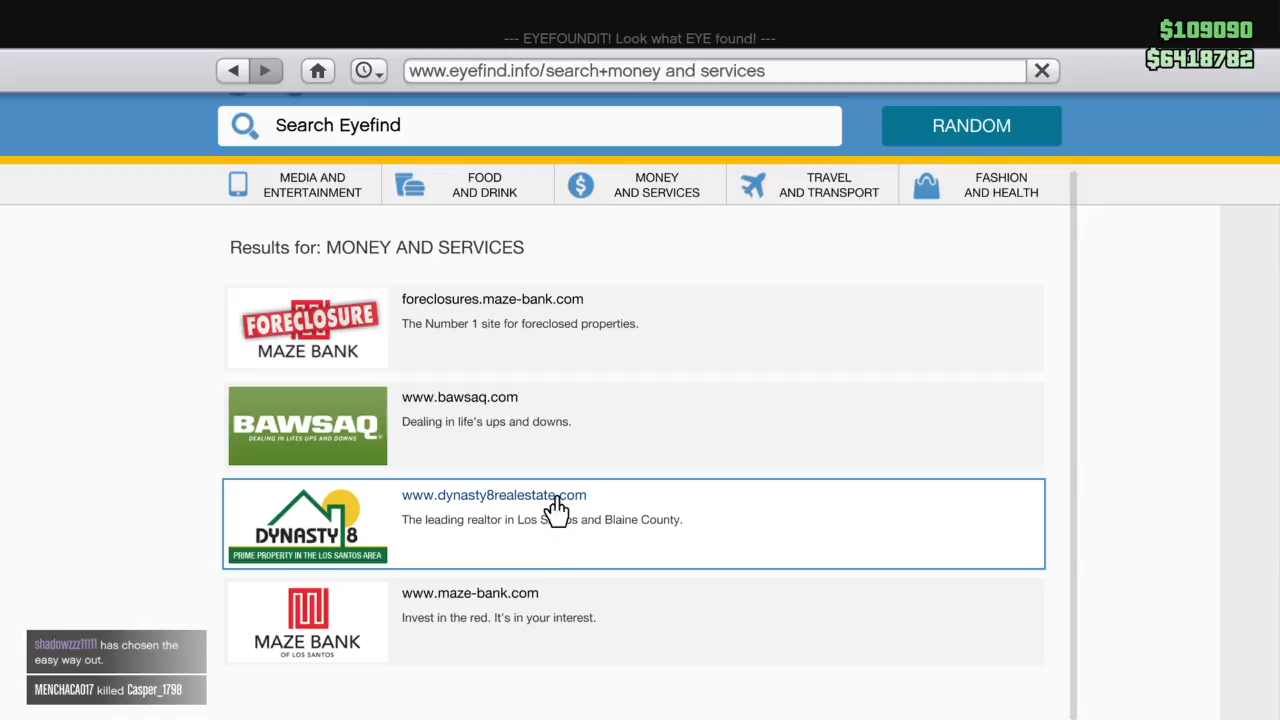 --- EYEFOUNDIT! Look what EYE found! ---
$109090
$6418782
www.eyefind.info/search+money and services
Search Eyefind
RANDOM
MEDIA AND
ENTERTAINMENT
FOOD
AND DRINK
MONEY
AND SERVICES
TRAVEL
AND TRANSPORT
FASHION
AND HEALTH
Results for: MONEY AND SERVICES
FORECLOSURE
MAZE BANK
foreclosures.maze-bank.com
The Number 1 site for foreclosed properties.
BAWSAQ
DEALING IN LIFE'S UPS AND DOWNS
www.bawsaq.com
Dealing in life's ups and downs.
DYNASTY 8
PRIME PROPERTY IN THE LOS SANTOS AREA
www.dynasty8realestate.com
The leading realtor in Los Santos and Blaine County.
MAZE BANK
OF LOS SANTOS
www.maze-bank.com
Invest in the red. It's in your interest.
shadowzzz11111 has chosen the
easy way out.
MENCHACA017 killed Casper_1798